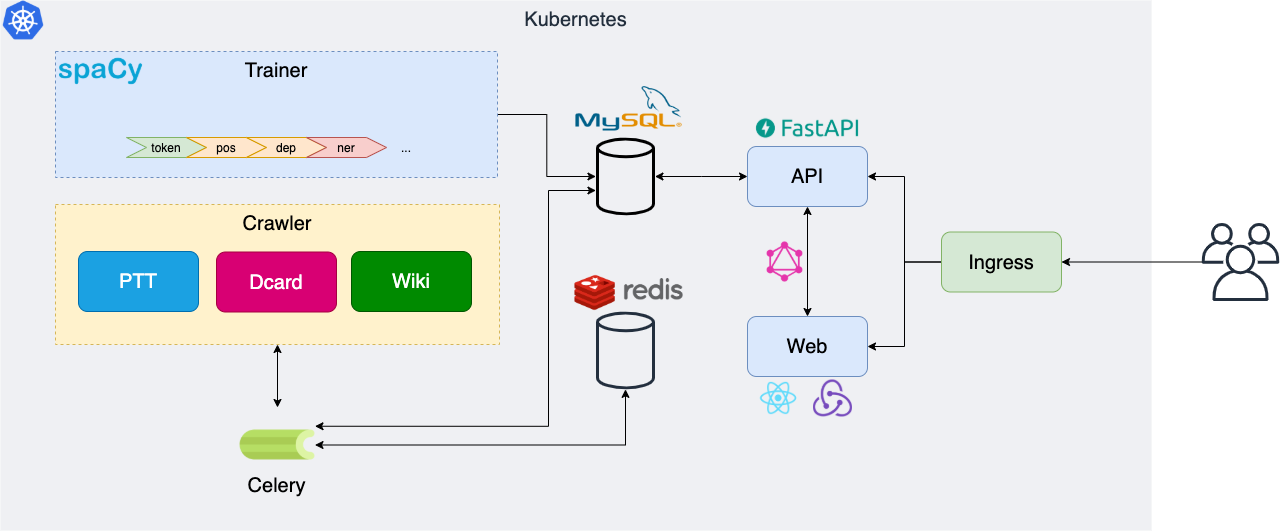 Kubernetes
spaCy
Trainer
token pos dep ner ...
MySQL®
FastAPI
API
Crawler
PTT Dcard Wiki
redis
Ingress
Web
Celery